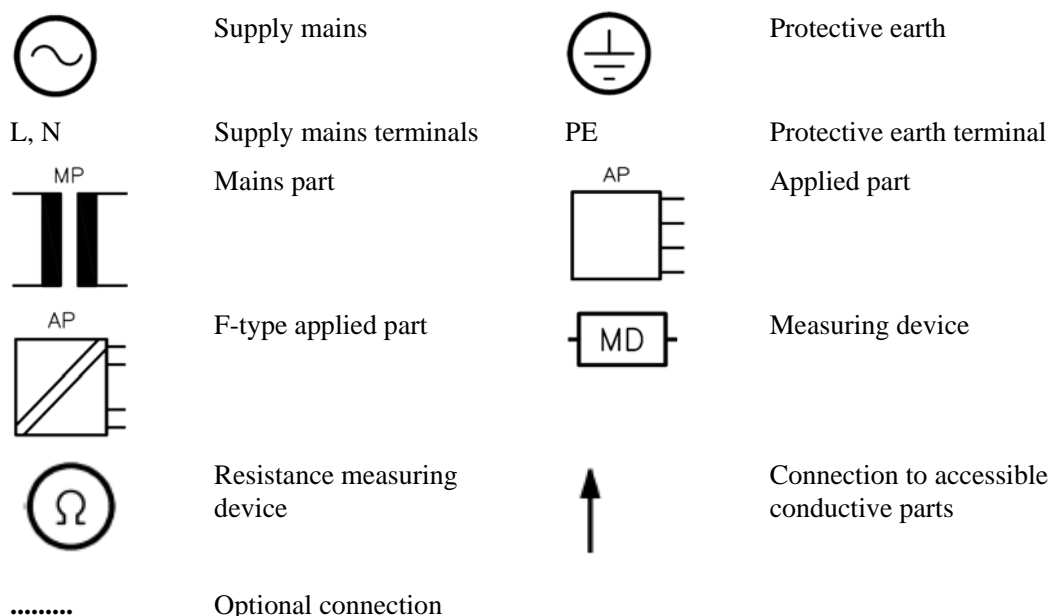 Supply mains
Protective earth
L, N
Supply mains terminals
PE
Protective earth terminal
MP
Mains part
AP
Applied part
AP
F-type applied part
MD
Measuring device
Ω
Resistance measuring
device
Connection to accessible
conductive parts
.........
Optional connection